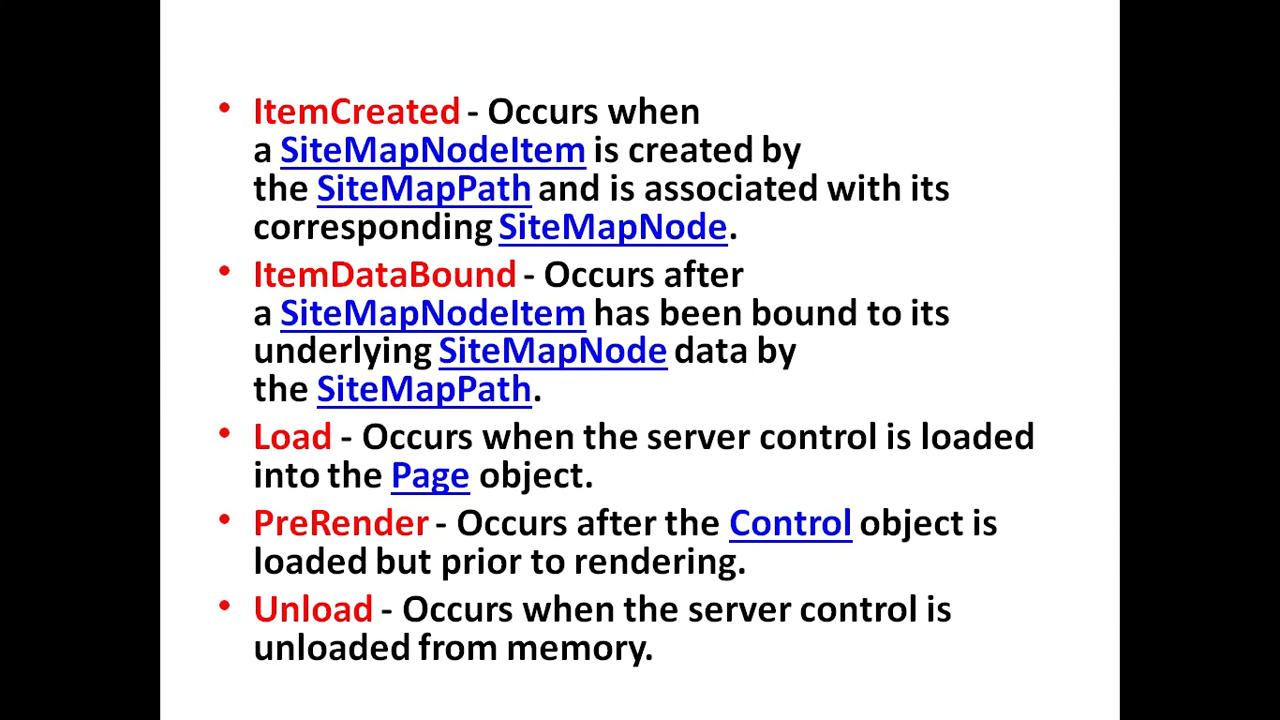 • ItemCreated - Occurs when
a SiteMapNodeItem is created by
the SiteMapPath and is associated with its
corresponding SiteMapNode.
• ItemDataBound - Occurs after
a SiteMapNodeItem has been bound to its
underlying SiteMapNode data by
the SiteMapPath.
• Load - Occurs when the server control is loaded
into the Page object.
• PreRender - Occurs after the Control object is
loaded but prior to rendering.
• Unload - Occurs when the server control is
unloaded from memory.